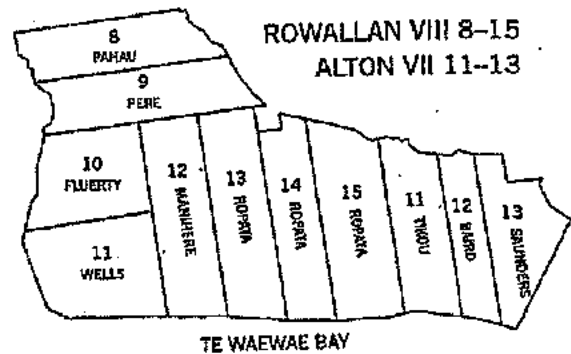 ROWALLAN VIII 8–15
ALTON VII 11–13
8
PAHAU
9
PERE
10
FLUERTY
11
WELLS
12
MANIHERE
13
ROPATA
14
ROPATA
15
ROPATA
11
TIKOU
12
BAIRD
13
SAUNDERS
TE WAEWAE BAY